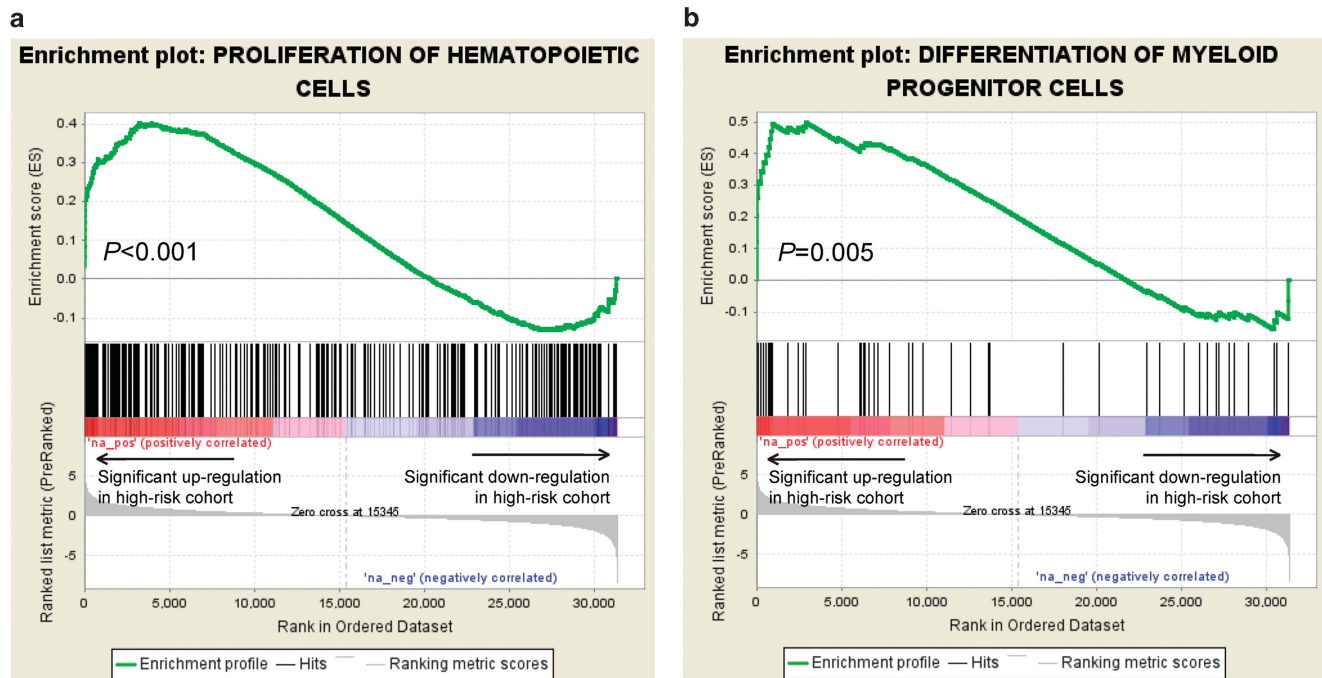 a
Enrichment plot: PROLIFERATION OF HEMATOPOIETIC
CELLS
Enrichment score (ES)
0.4
0.3
0.2
0.1
0.0
-0.1
P<0.001
'na_pos' (positively correlated)
Significant up-regulation
in high-risk cohort
Significant down-regulation
in high-risk cohort
Ranked list metric (PreRanked)
5
0
-5
Zero cross at 15345
'na_neg' (negatively correlated)
0 5,000 10,000 15,000 20,000 25,000 30,000
Rank in Ordered Dataset
Enrichment profile Hits Ranking metric scores
b
Enrichment plot: DIFFERENTIATION OF MYELOID
PROGENITOR CELLS
Enrichment score (ES)
0.5
0.4
0.3
0.2
0.1
0.0
-0.1
P=0.005
'na_pos' (positively correlated)
Significant up-regulation
in high-risk cohort
Significant down-regulation
in high-risk cohort
Ranked list metric (PreRanked)
5
0
-5
Zero cross at 15345
'na_neg' (negatively correlated)
0 5,000 10,000 15,000 20,000 25,000 30,000
Rank in Ordered Dataset
Enrichment profile Hits Ranking metric scores